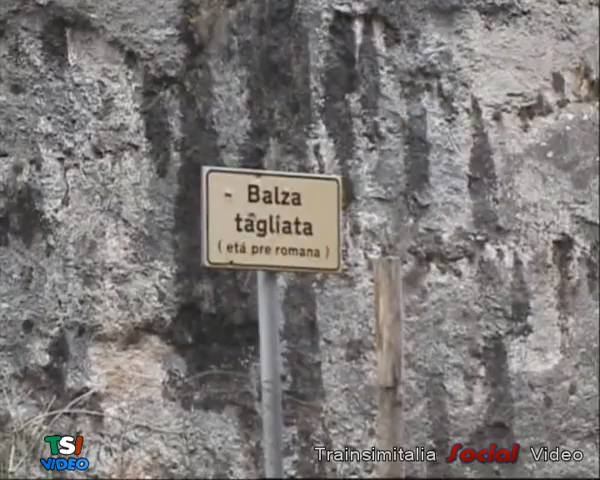 Balza
tagliata
( etá pre romana )
TSI
VIDEO
Trainsimitalia Social Video